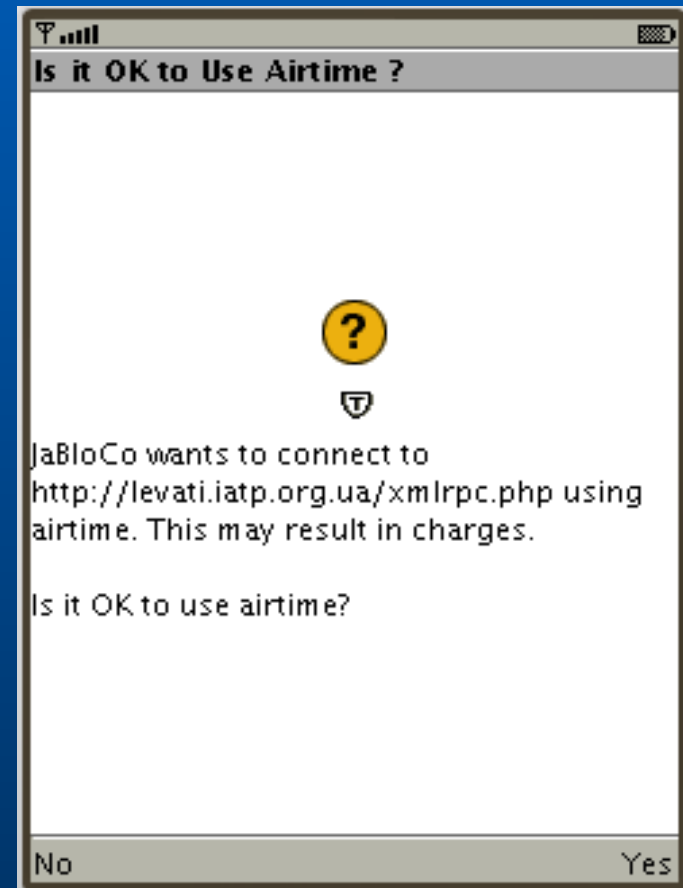 Is it OK to Use Airtime ?
?
T
JaBloCo wants to connect to
http://levati.iatp.org.ua/xmlrpc.php using
airtime. This may result in charges.
Is it OK to use airtime?
No Yes